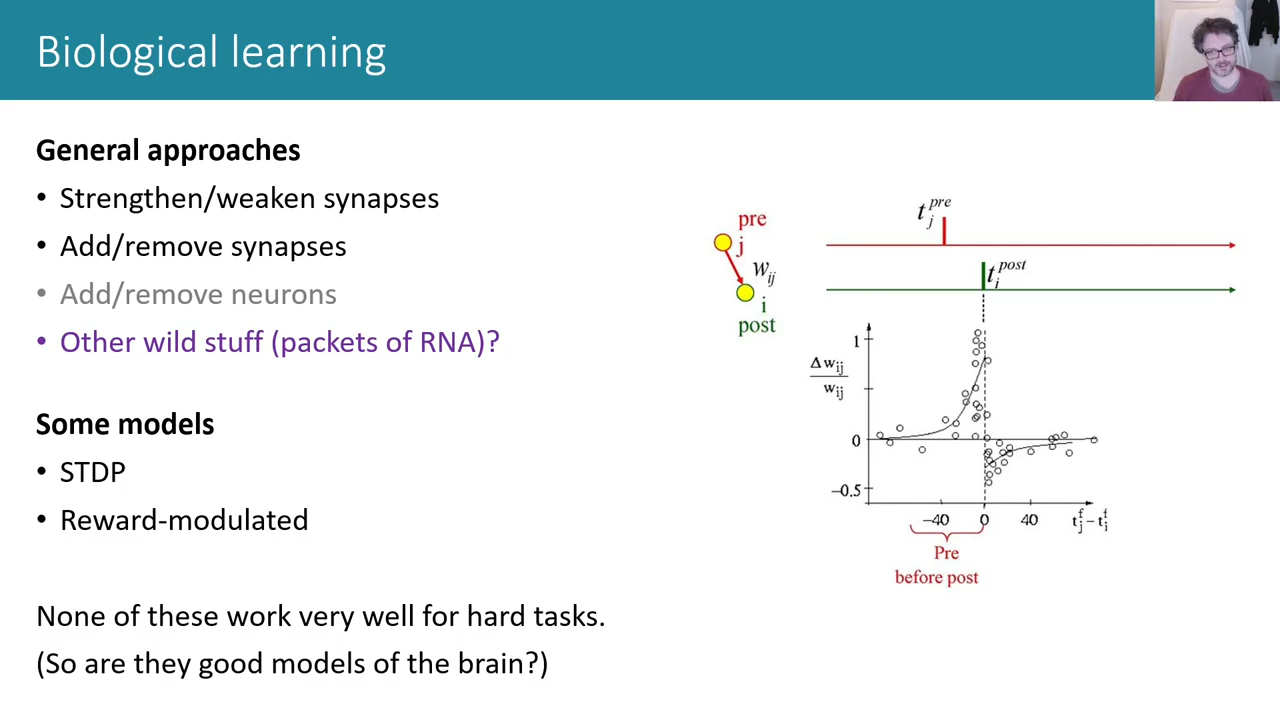 Biological learning
General approaches
• Strengthen/weaken synapses
• Add/remove synapses
• Add/remove neurons
• Other wild stuff (packets of RNA)?
Some models
• STDP
• Reward-modulated
None of these work very well for hard tasks.
(So are they good models of the brain?)
pre
j
w_ij
i
post
t_j^pre
t_i^post
Δw_ij
w_ij
1
0
−0.5
−40
0
40
t_j^f − t_i^f
Pre
before post